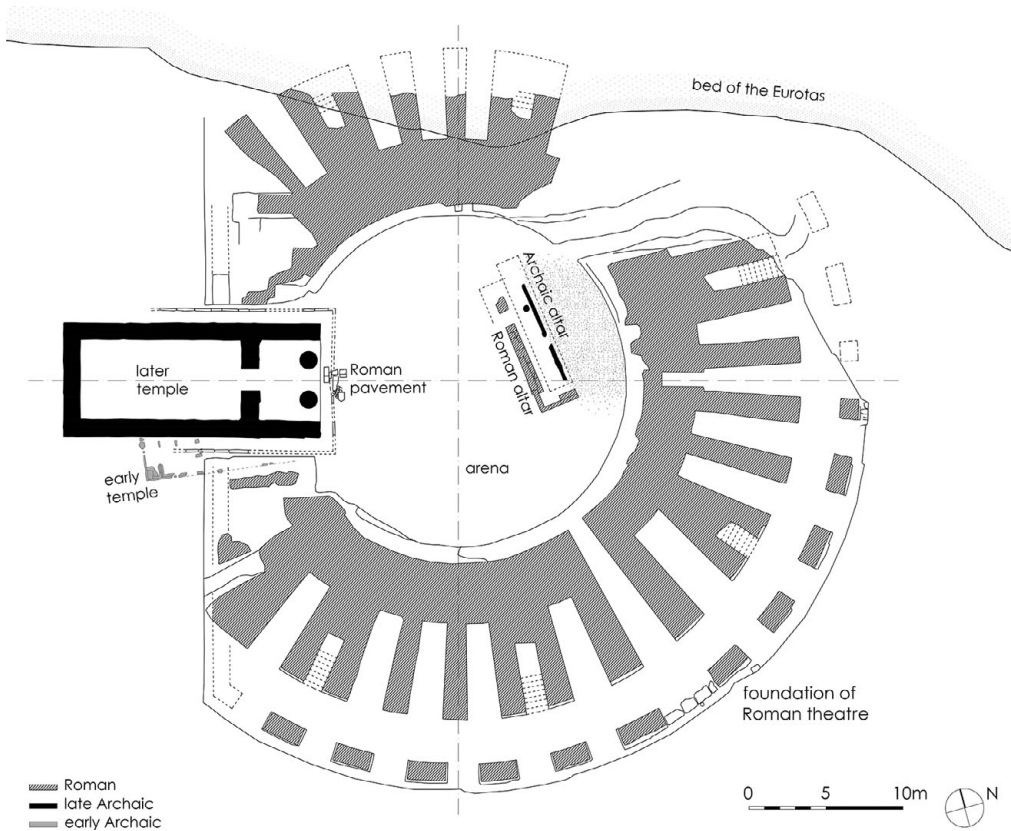 bed of the Eurotas
Archaic altar
Roman altar
later
temple
Roman
pavement
early
temple
arena
foundation of
Roman theatre
Roman
late Archaic
early Archaic
0 5 10m
N